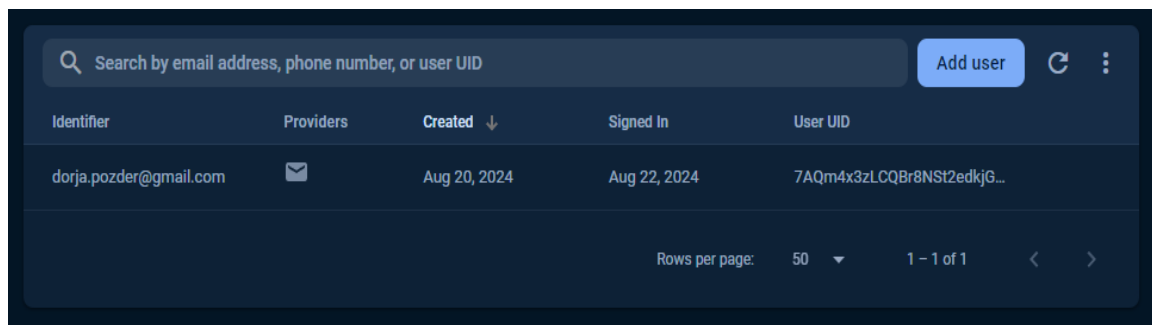 Search by email address, phone number, or user UID Add user
Identifier Providers Created Signed In User UID
dorja.pozder@gmail.com Aug 20, 2024 Aug 22, 2024 7AQm4x3zLCQBr8NSt2edkjG...
Rows per page: 50 1 – 1 of 1